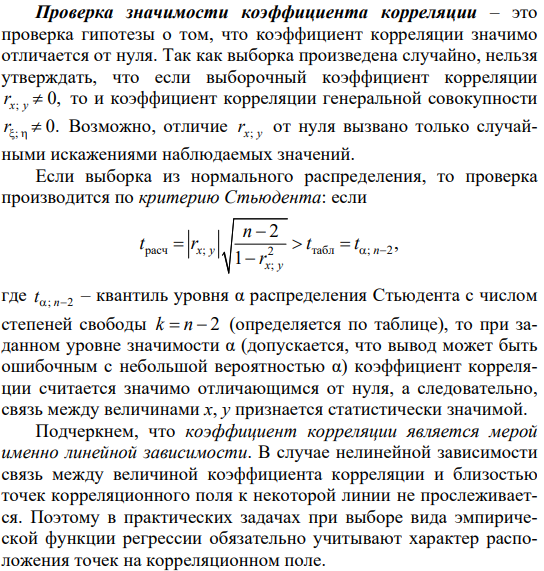 Проверка значимости коэффициента корреляции – это
проверка гипотезы о том, что коэффициент корреляции значимо
отличается от нуля. Так как выборка произведена случайно, нельзя
утверждать, что если выборочный коэффициент корреляции
r_{x; y} ≠ 0, то и коэффициент корреляции генеральной совокупности
r_{ξ; η} ≠ 0. Возможно, отличие r_{x; y} от нуля вызвано только случай-
ными искажениями наблюдаемых значений.
Если выборка из нормального распределения, то проверка
производится по критерию Стьюдента: если
t_{расч} = |r_{x; y}| √((n − 2)/(1 − r²_{x; y})) > t_{табл} = t_{α; n−2},
где t_{α; n−2} – квантиль уровня α распределения Стьюдента с числом
степеней свободы k = n − 2 (определяется по таблице), то при за-
данном уровне значимости α (допускается, что вывод может быть
ошибочным с небольшой вероятностью α) коэффициент корреля-
ции считается значимо отличающимся от нуля, а следовательно,
связь между величинами x, y признается статистически значимой.
Подчеркнем, что коэффициент корреляции является мерой
именно линейной зависимости. В случае нелинейной зависимости
связь между величиной коэффициента корреляции и близостью
точек корреляционного поля к некоторой линии не прослеживает-
ся. Поэтому в практических задачах при выборе вида эмпириче-
ской функции регрессии обязательно учитывают характер распо-
ложения точек на корреляционном поле.